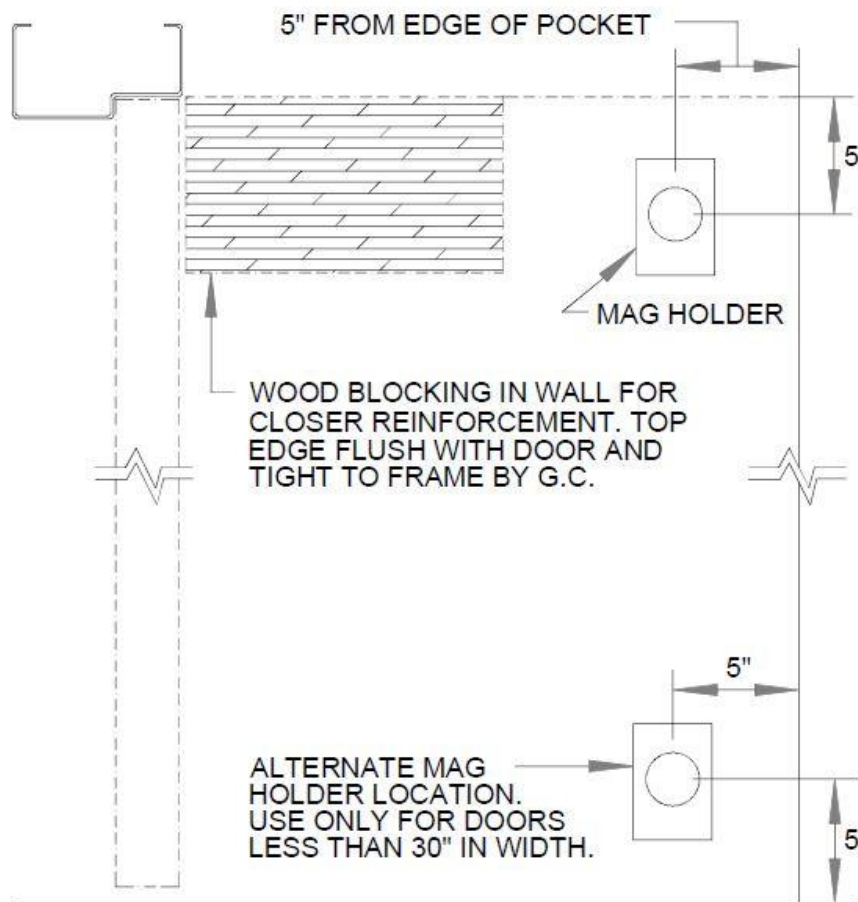 5" FROM EDGE OF POCKET
5
MAG HOLDER
WOOD BLOCKING IN WALL FOR
CLOSER REINFORCEMENT. TOP
EDGE FLUSH WITH DOOR AND
TIGHT TO FRAME BY G.C.
5"
ALTERNATE MAG
HOLDER LOCATION.
USE ONLY FOR DOORS
LESS THAN 30" IN WIDTH.
5